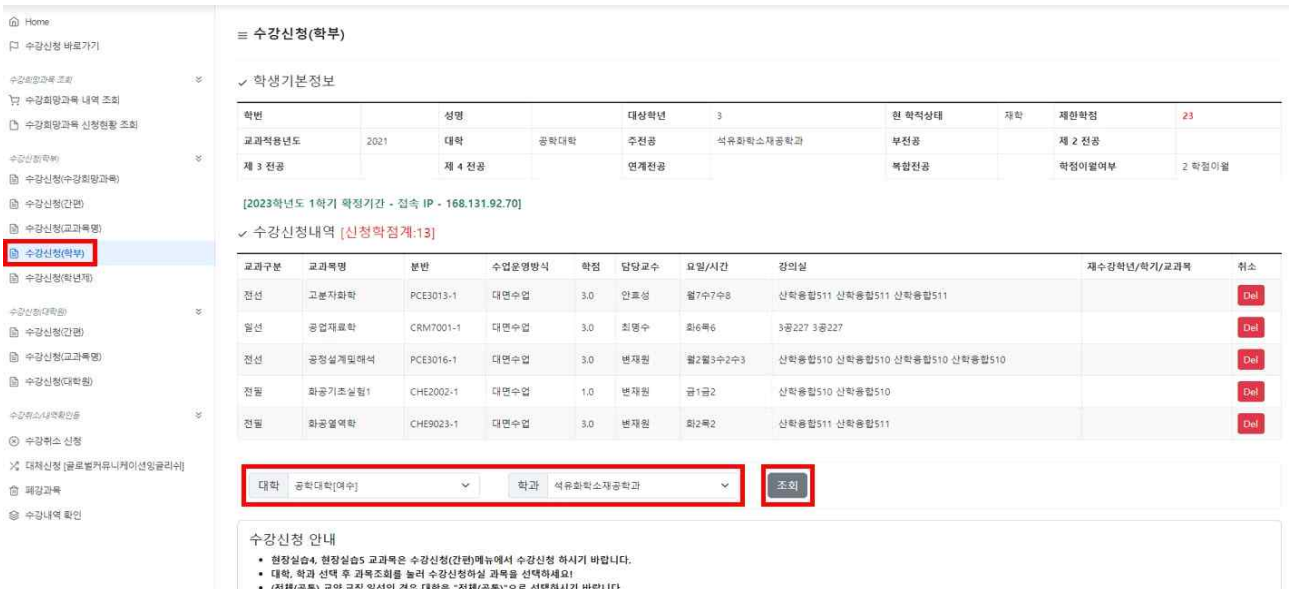 Home
수강신청 바로가기
수강희망과목 조회
수강희망과목 내역 조회
수강희망과목 신청현황 조회
수강신청(학부)
수강신청(수강희망과목)
수강신청(간편)
수강신청(교과목명)
수강신청(학부)
수강신청(학년제)
수강신청(대학원)
수강신청(간편)
수강신청(교과목명)
수강신청(대학원)
수강취소/내역확인등
수강취소 신청
대체신청 [글로벌커뮤니케이션잉글리쉬]
폐강과목
수강내역 확인
수강신청(학부)
학생기본정보
학번 성명 대상학년 3 현 학적상태 재학 제한학점 23
교과적용년도 2021 대학 공학대학 주전공 석유화학소재공학과 부전공 제 2 전공
제 3 전공 제 4 전공 연계전공 복합전공 학점이월여부 2 학점이월
[2023학년도 1학기 확정기간 - 접속 IP - 168.131.92.70]
수강신청내역 [신청학점계:13]
교과구분 교과목명 분반 수업운영방식 학점 담당교수 요일/시간 강의실 재수강학년/학기/교과목 취소
전선 고분자화학 PCE3013-1 대면수업 3.0 안효성 월7수7수8 산학융합511 산학융합511 산학융합511 Del
일선 공업재료학 CRM7001-1 대면수업 3.0 최명수 화6목6 3공227 3공227 Del
전선 공정설계및해석 PCE3016-1 대면수업 3.0 변재원 월2월3수2수3 산학융합510 산학융합510 산학융합510 산학융합510 Del
전필 화공기초실험1 CHE2002-1 대면수업 1.0 변재원 금1금2 산학융합510 산학융합510 Del
전필 화공열역학 CHE9023-1 대면수업 3.0 변재원 화2목2 산학융합511 산학융합511 Del
대학 공학대학[여수] 학과 석유화학소재공학과 조회
수강신청 안내
• 현장실습4, 현장실습5 교과목은 수강신청(간편)메뉴에서 수강신청 하시기 바랍니다.
• 대학, 학과 선택 후 과목조회를 눌러 수강신청하실 과목을 선택하세요!
• (전체/공통) 교양,교직,일선의 경우 대학을 "전체(공통)"으로 선택하시기 바랍니다